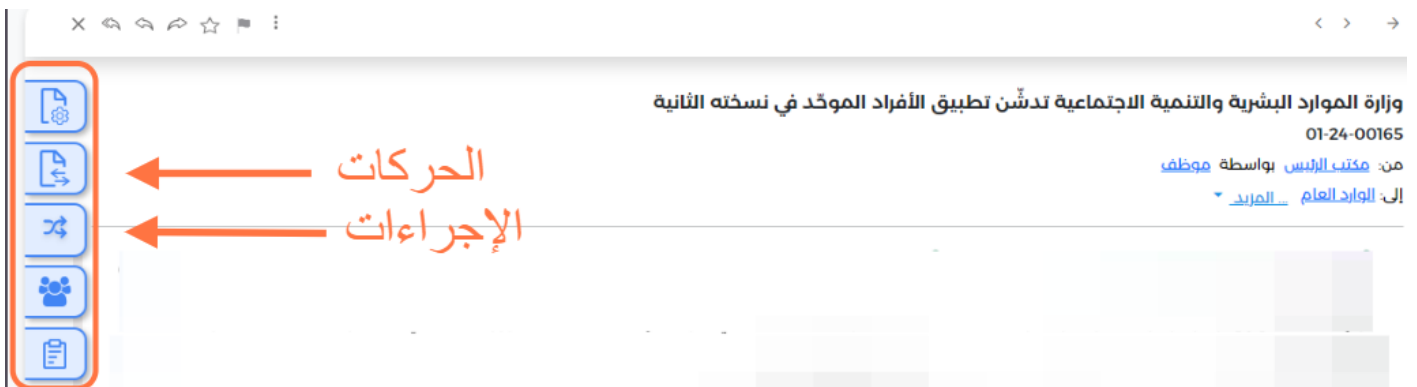 وزارة الموارد البشرية والتنمية الاجتماعية تدشّن تطبيق الأفراد الموحّد في نسخته الثانية
01-24-00165
من: مكتب الرئيس بواسطة موظف
إلى: الوارد العام ... المزيد
الحركات
الإجراءات